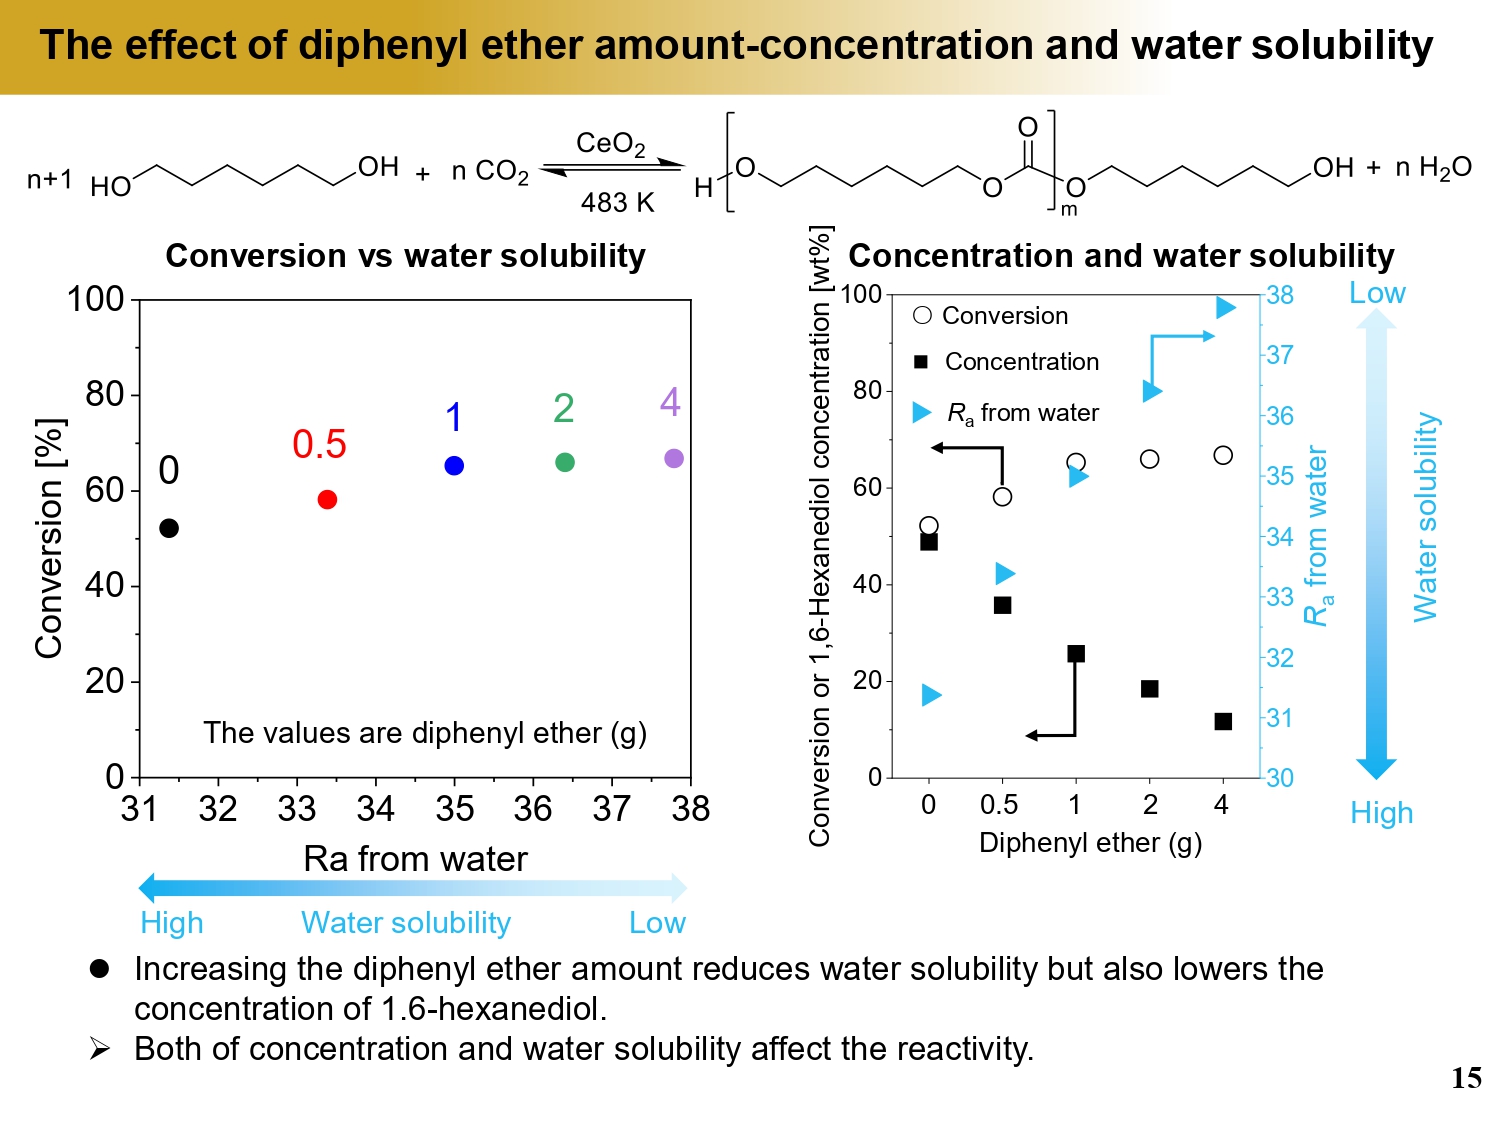 The effect of diphenyl ether amount-concentration and water solubility
n+1 HO OH + n CO2 CeO2 483 K H O O O O m OH + n H2O
Conversion vs water solubility
Conversion [%]
100
80
60
40
20
0
0
0.5
1
2
4
The values are diphenyl ether (g)
31 32 33 34 35 36 37 38
Ra from water
High Water solubility Low
Concentration and water solubility
Conversion or 1,6-Hexanediol concentration [wt%]
100
80
60
40
20
0
Conversion
Concentration
Ra from water
0 0.5 1 2 4
Diphenyl ether (g)
38
37
36
35
34
33
32
31
30
Ra from water
Low
Water solubility
High
● Increasing the diphenyl ether amount reduces water solubility but also lowers the
concentration of 1.6-hexanediol.
➢ Both of concentration and water solubility affect the reactivity.
15